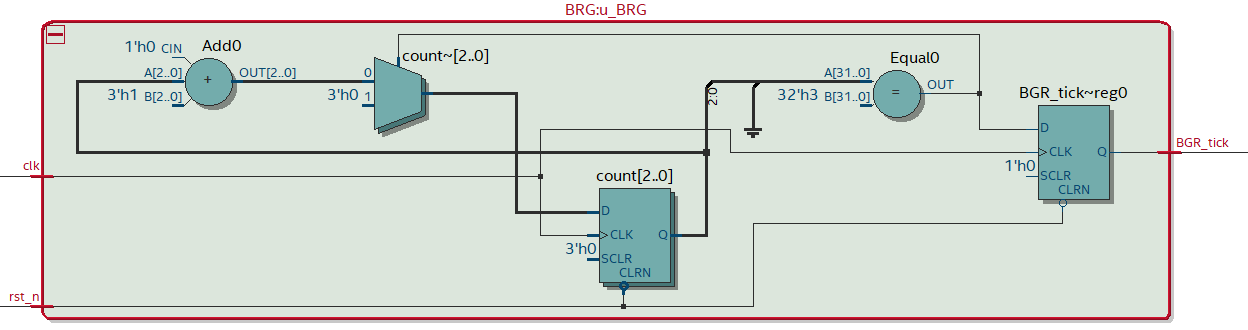 BRG:u_BRG
Add0
1'h0 CIN
A[2..0]
OUT[2..0]
3'h1 B[2..0]
+
count~[2..0]
0
3'h0 1
2:0
Equal0
A[31..0]
32'h3 B[31..0]
=
OUT
BGR_tick~reg0
D
CLK
Q
1'h0 SCLR
CLRN
BGR_tick
clk
count[2..0]
D
CLK
Q
3'h0 SCLR
CLRN
rst_n